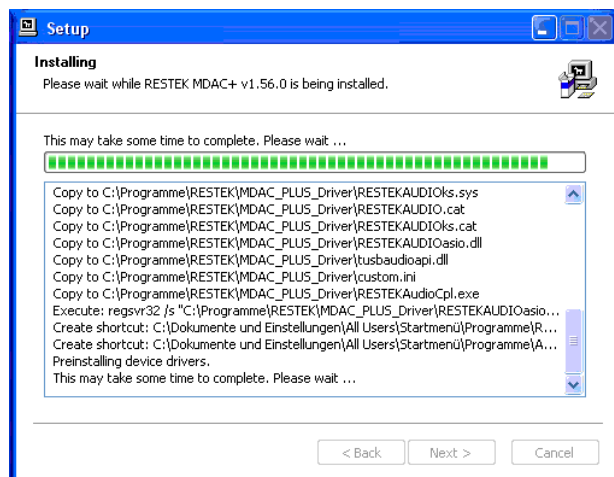 Setup
Installing
Please wait while RESTEK MDAC+ v1.56.0 is being installed.
This may take some time to complete. Please wait ...
Copy to C:\Programme\RESTEK\MDAC_PLUS_Driver\RESTEKAUDIOks.sys
Copy to C:\Programme\RESTEK\MDAC_PLUS_Driver\RESTEKAUDIO.cat
Copy to C:\Programme\RESTEK\MDAC_PLUS_Driver\RESTEKAUDIOks.cat
Copy to C:\Programme\RESTEK\MDAC_PLUS_Driver\RESTEKAUDIOasio.dll
Copy to C:\Programme\RESTEK\MDAC_PLUS_Driver\tusbaudioapi.dll
Copy to C:\Programme\RESTEK\MDAC_PLUS_Driver\custom.ini
Copy to C:\Programme\RESTEK\MDAC_PLUS_Driver\RESTEKAudioCpl.exe
Execute: regsvr32 /s "C:\Programme\RESTEK\MDAC_PLUS_Driver\RESTEKAUDIOasio...
Create shortcut: C:\Dokumente und Einstellungen\All Users\Startmenü\Programme\R...
Create shortcut: C:\Dokumente und Einstellungen\All Users\Startmenü\Programme\A...
Preinstalling device drivers.
This may take some time to complete. Please wait ...
< Back Next > Cancel